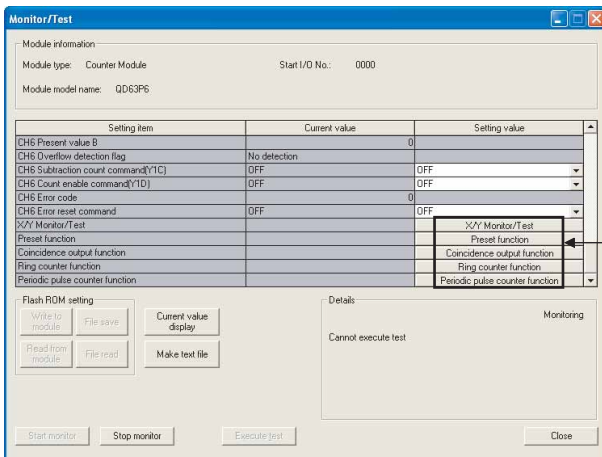 Monitor/Test
Module information
Module type: Counter Module Start I/O No.: 0000
Module model name: QD63P6
Setting item Current value Setting value
CH6 Present value B 0
CH6 Overflow detection flag No detection
CH6 Subtraction count command(Y1C) OFF OFF
CH6 Count enable command(Y1D) OFF OFF
CH6 Error code 0
CH6 Error reset command OFF OFF
X/Y Monitor/Test X/Y Monitor/Test
Preset function Preset function
Coincidence output function Coincidence output function
Ring counter function Ring counter function
Periodic pulse counter function Periodic pulse counter function
Flash ROM setting
Write to module File save
Read from module File read
Current value display
Make text file
Details
Monitoring
Cannot execute test
Start monitor Stop monitor Execute test Close